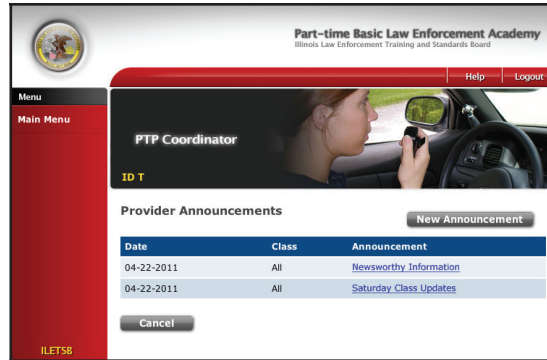 Part-time Basic Law Enforcement Academy
Illinois Law Enforcement Training and Standards Board
Help Logout
Menu
Main Menu
PTP Coordinator
ID T
Provider Announcements
New Announcement
Date Class Announcement
04-22-2011 All Newsworthy Information
04-22-2011 All Saturday Class Updates
Cancel
ILETSB